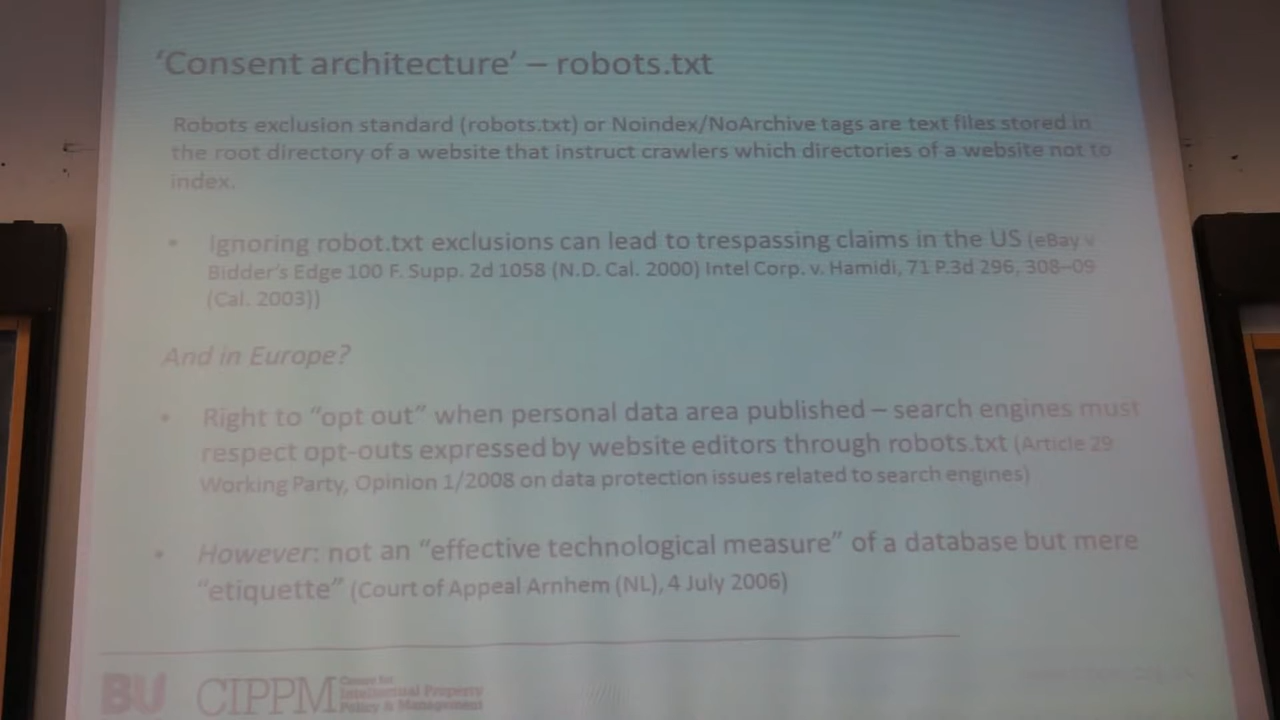 ‘Consent architecture’ – robots.txt
Robots exclusion standard (robots.txt) or Noindex/NoArchive tags are text files stored in
the root directory of a website that instruct crawlers which directories of a website not to
index.
• Ignoring robot.txt exclusions can lead to trespassing claims in the US (eBay v
Bidder's Edge 100 F. Supp. 2d 1058 (N.D. Cal. 2000) Intel Corp. v. Hamidi, 71 P.3d 296, 308–09
(Cal. 2003))
And in Europe?
• Right to “opt out” when personal data area published – search engines must
respect opt-outs expressed by website editors through robots.txt (Article 29
Working Party, Opinion 1/2008 on data protection issues related to search engines)
• However: not an “effective technological measure” of a database but mere
“etiquette” (Court of Appeal Arnhem (NL), 4 July 2006)
BU CIPPM Centre for
Intellectual Property
Policy & Management